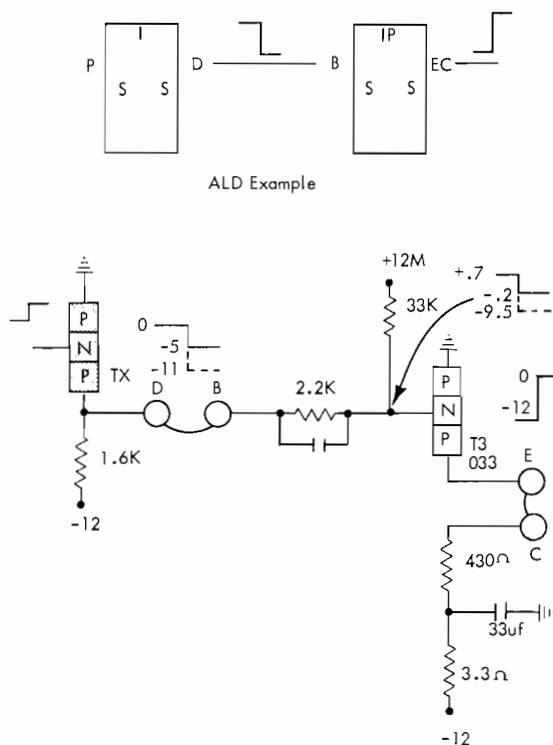 I
IP
P
D
B
EC
S S
S S
ALD Example
+12M
+.7
33K
-.2
-9.5
P
N
P
TX
0
-5
-11
D
B
2.2K
P
N
P
0
-12
T3
033
1.6K
-12
E
C
430Ω
33uf
3.3Ω
-12